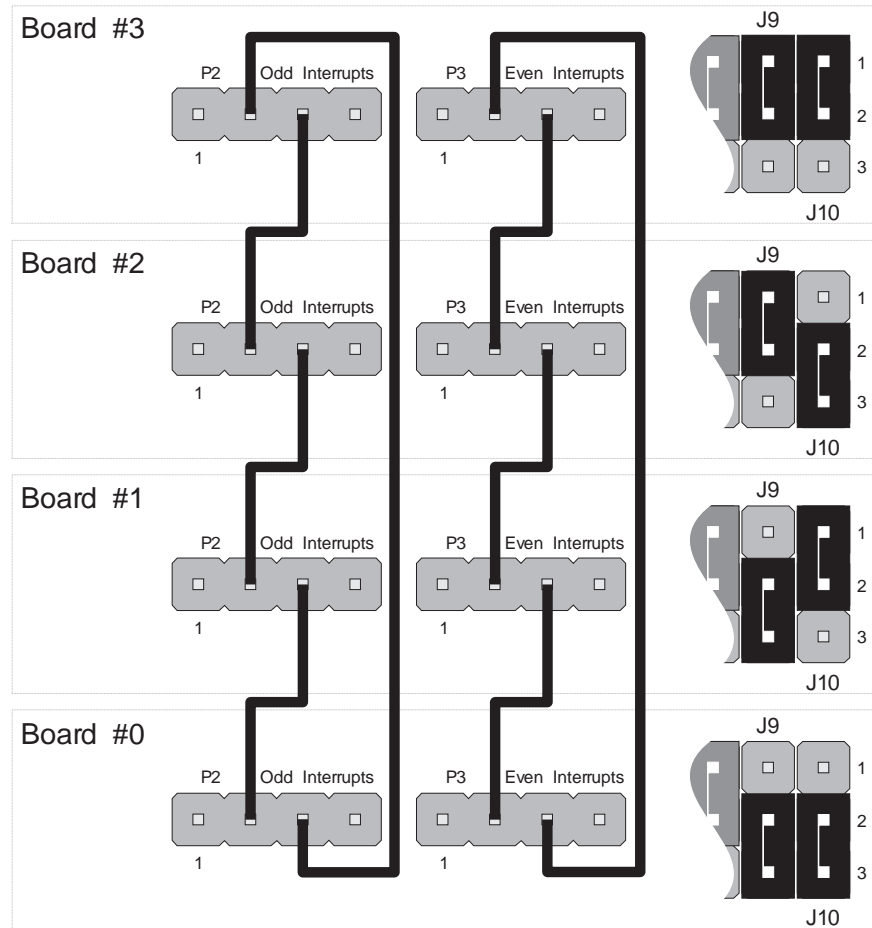 Board #3
J9
P2 Odd Interrupts
P3 Even Interrupts
1
2
1
1
3
J10
Board #2
J9
P2 Odd Interrupts
P3 Even Interrupts
1
2
1
1
3
J10
Board #1
J9
P2 Odd Interrupts
P3 Even Interrupts
1
2
1
1
3
J10
Board #0
J9
P2 Odd Interrupts
P3 Even Interrupts
1
2
1
1
3
J10